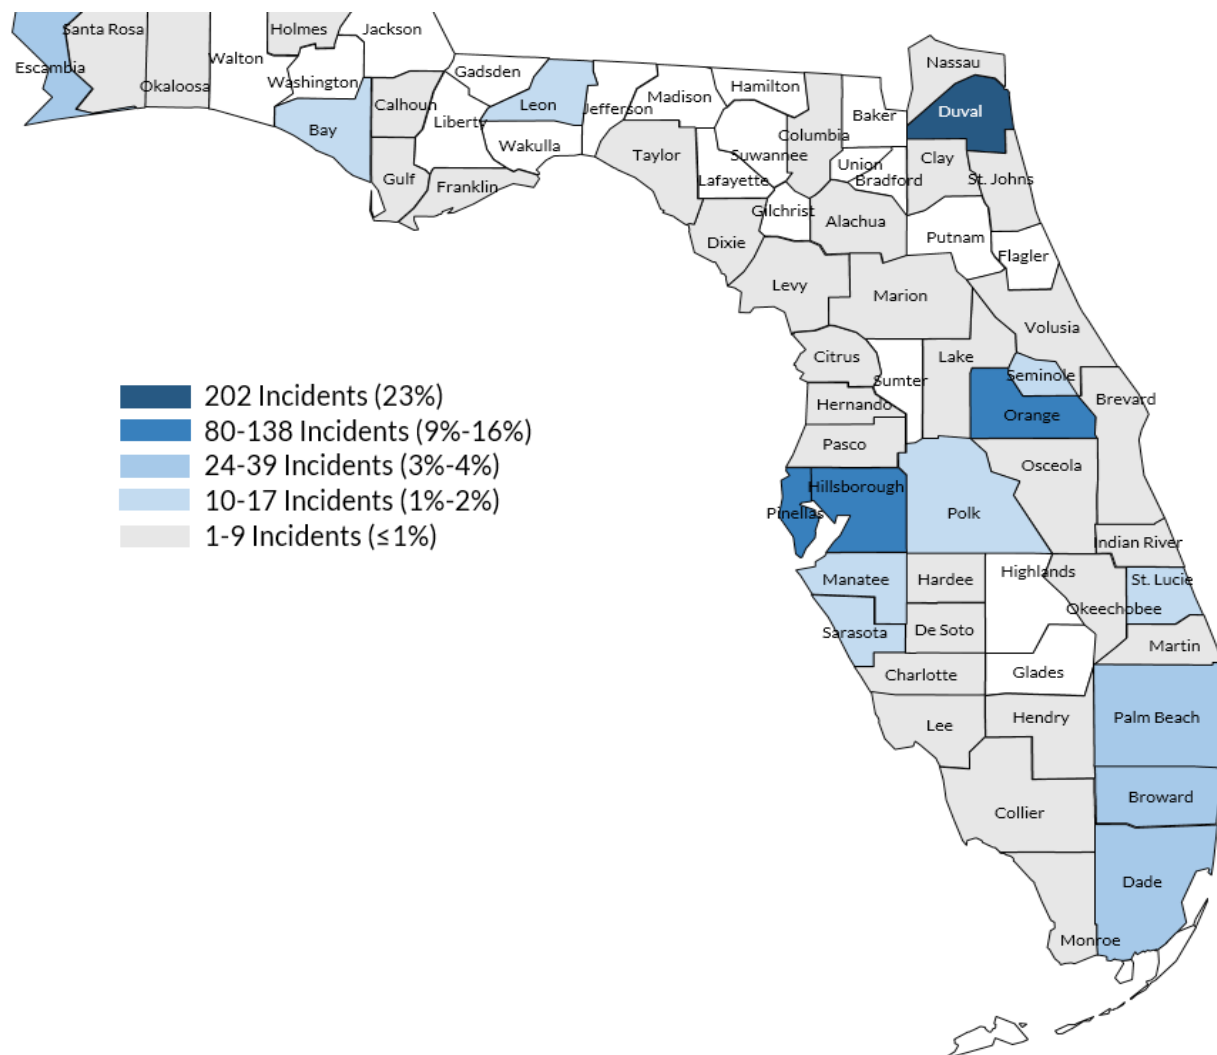 Santa Rosa
Holmes
Jackson
Walton
Escambia
Okaloosa
Washington
Gadsden
Nassau
Hamilton
Madison
Calhoun
Leon
Jefferson
Duval
Baker
Liberty
Bay
Columbia
Wakulla
Taylor
Suwannee
Union
Clay
Lafayette
Bradford
St. Johns
Gulf
Franklin
Gilchrist
Alachua
Dixie
Putnam
Flagler
Levy
Marion
Volusia
Citrus
Lake
Sumter
Seminole
Hernando
Orange
Brevard
Pasco
Osceola
Hillsborough
Pinellas
Polk
Indian River
Manatee
Hardee
Highlands
St. Lucie
Okeechobee
Sarasota
De Soto
Martin
Charlotte
Glades
Lee
Hendry
Palm Beach
Broward
Collier
Dade
Monroe
202 Incidents (23%)
80-138 Incidents (9%-16%)
24-39 Incidents (3%-4%)
10-17 Incidents (1%-2%)
1-9 Incidents (≤1%)